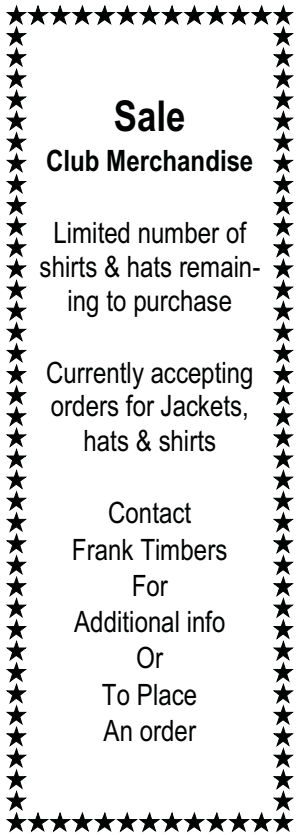 Sale
Club Merchandise
Limited number of
shirts & hats remain-
ing to purchase
Currently accepting
orders for Jackets,
hats & shirts
Contact
Frank Timbers
For
Additional info
Or
To Place
An order